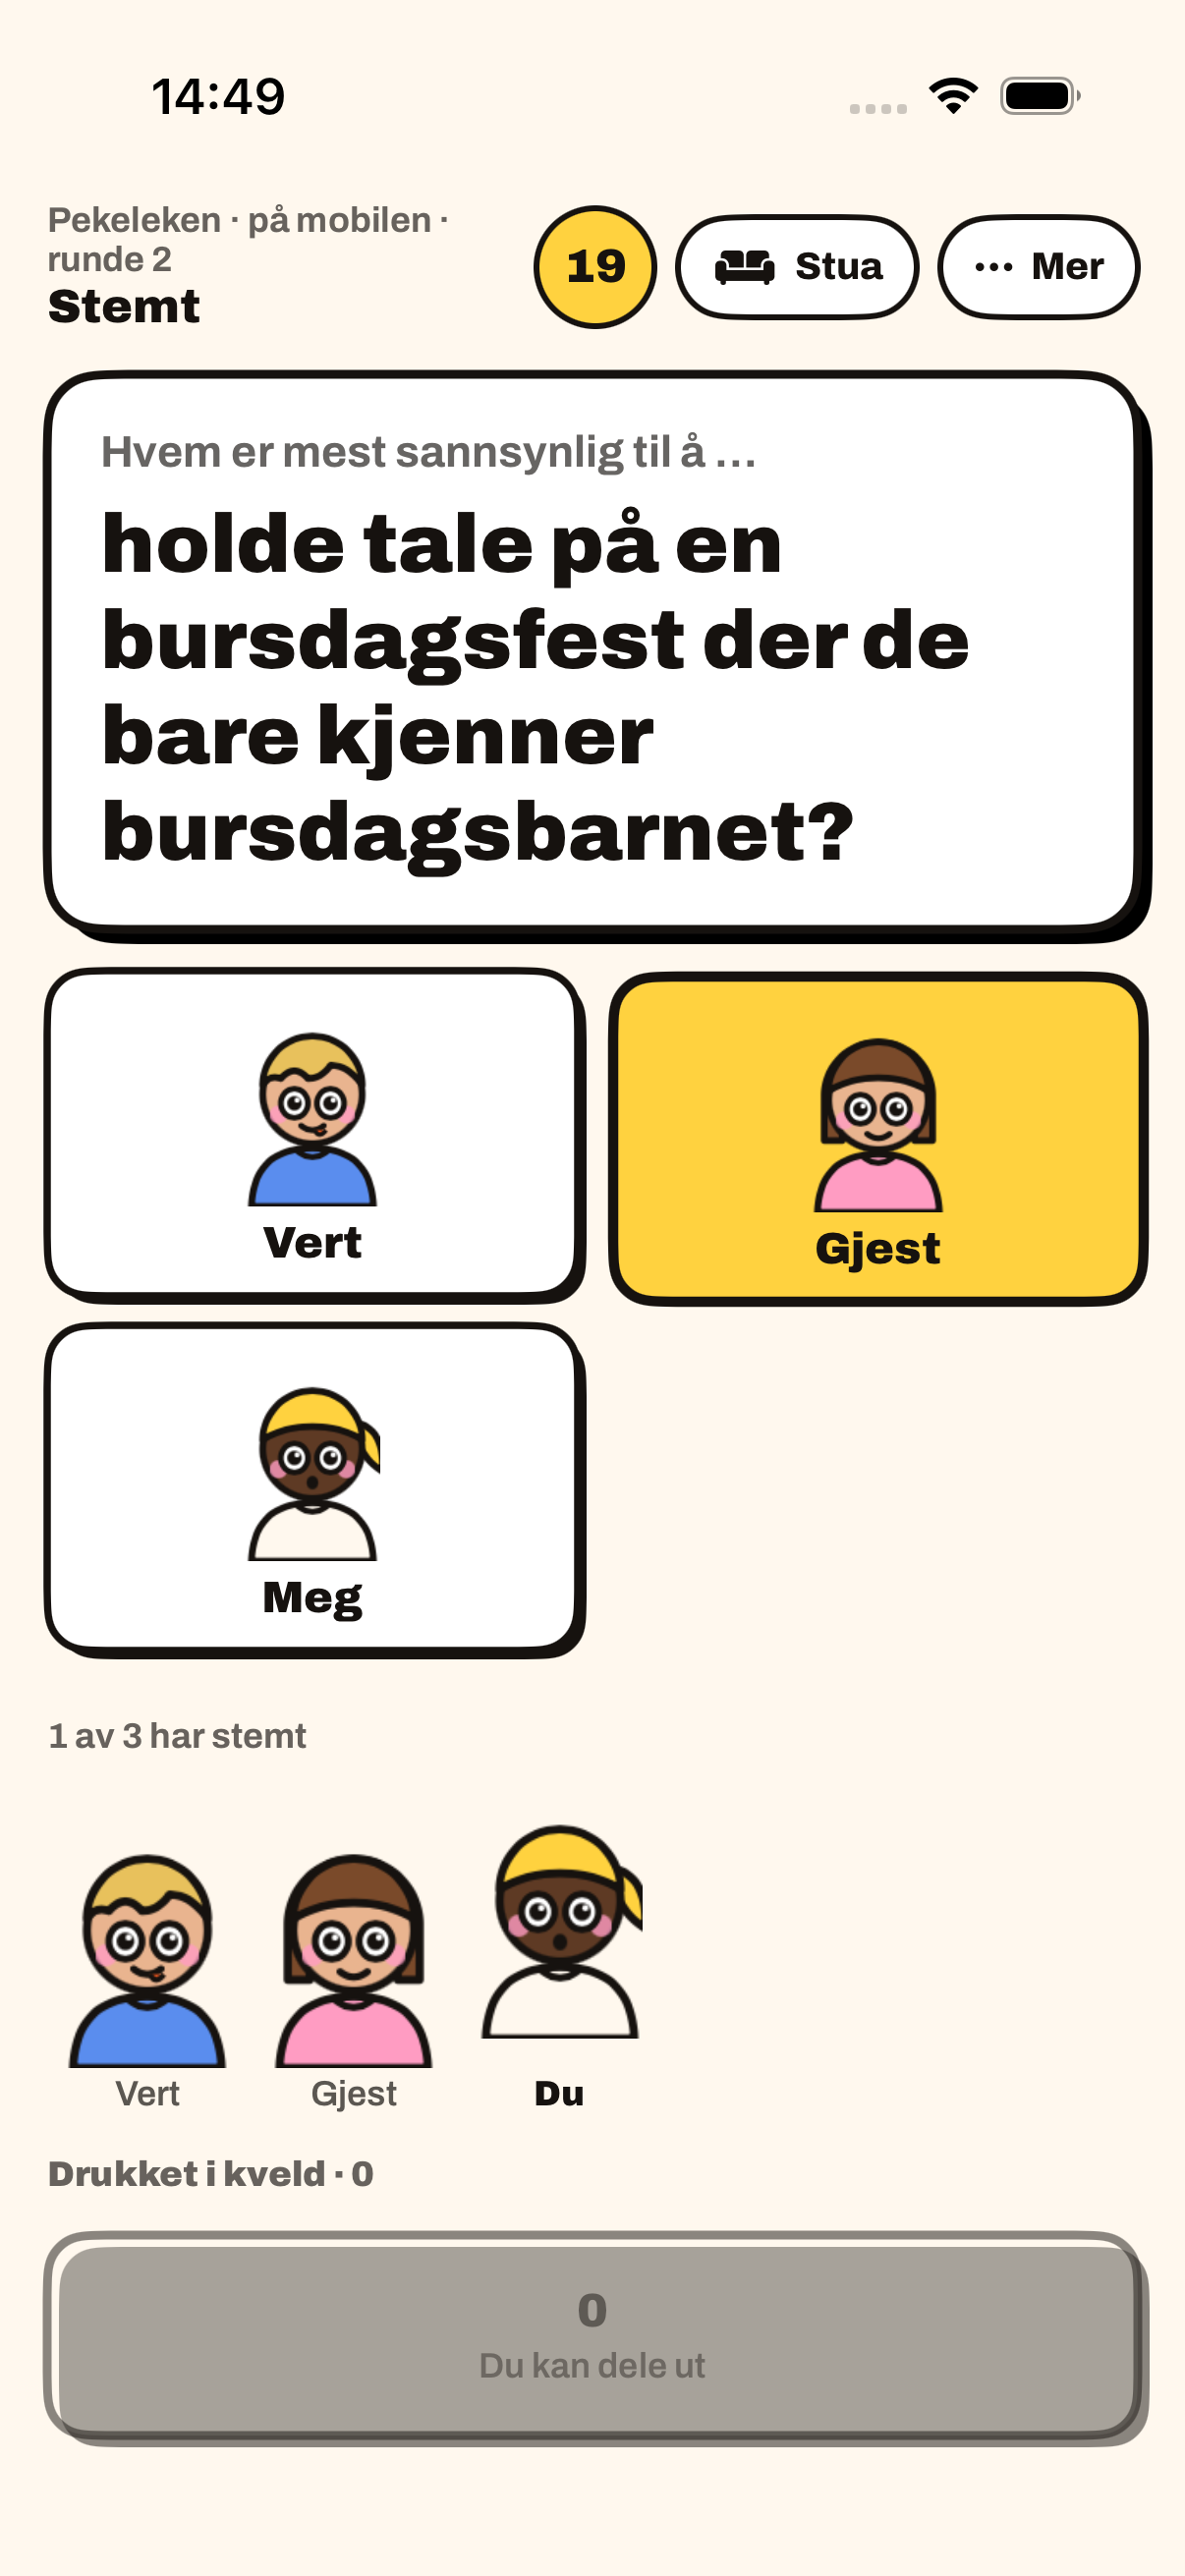 14:49
Pekeleken · på mobilen ·
runde 2
Stemt
19
Stua
Mer
Hvem er mest sannsynlig til å ...
holde tale på en
bursdagsfest der de
bare kjenner
bursdagsbarnet?
Vert
Gjest
Meg
1 av 3 har stemt
Vert
Gjest
Du
Drukket i kveld · 0
0
Du kan dele ut